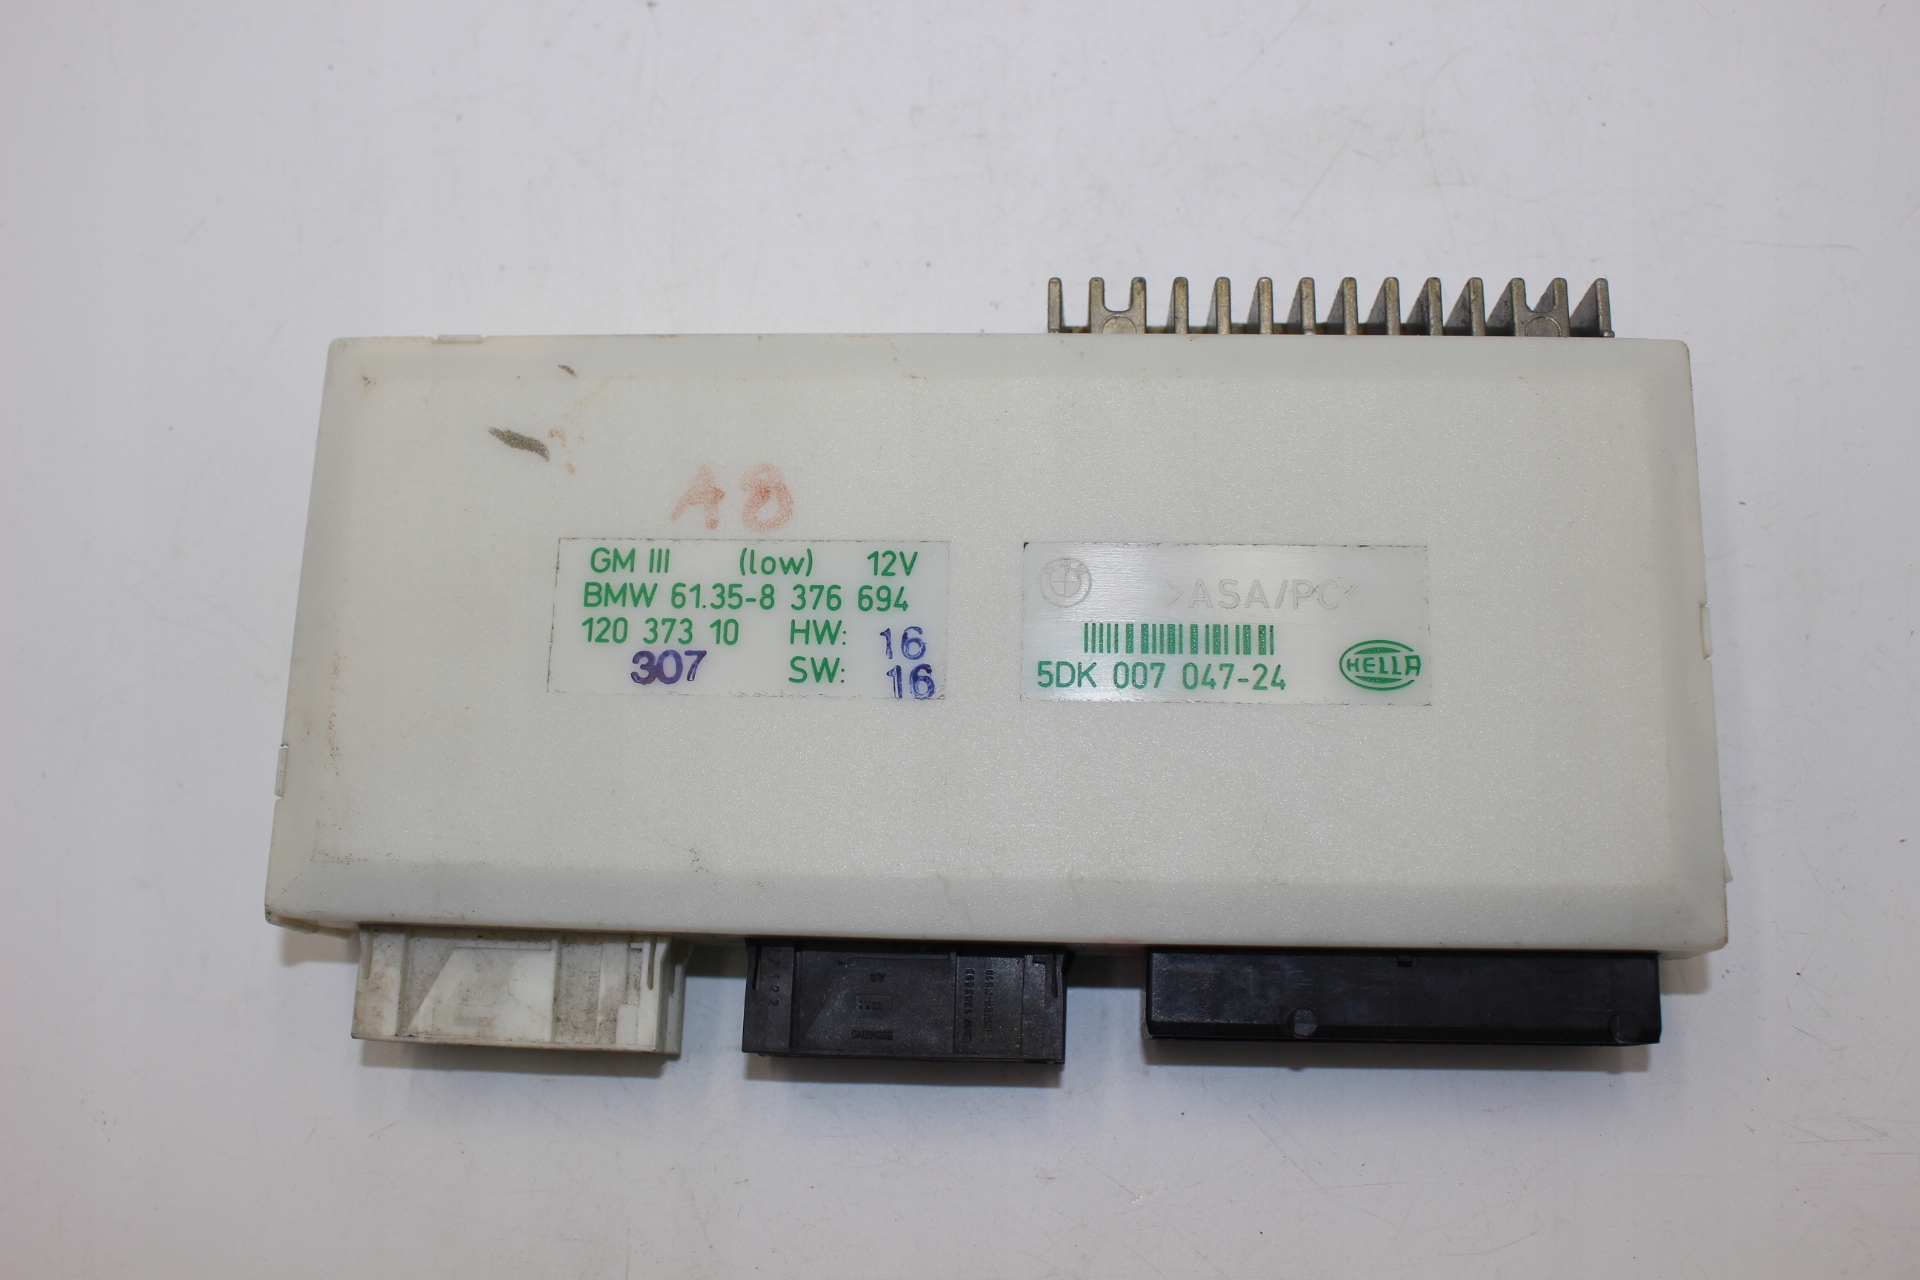 AB
GM III (low) 12V
BMW 61.35-8 376 694
120 373 10 HW: 16
307 SW: 16
>ASA/PC<
5DK 007 047-24
HELLA